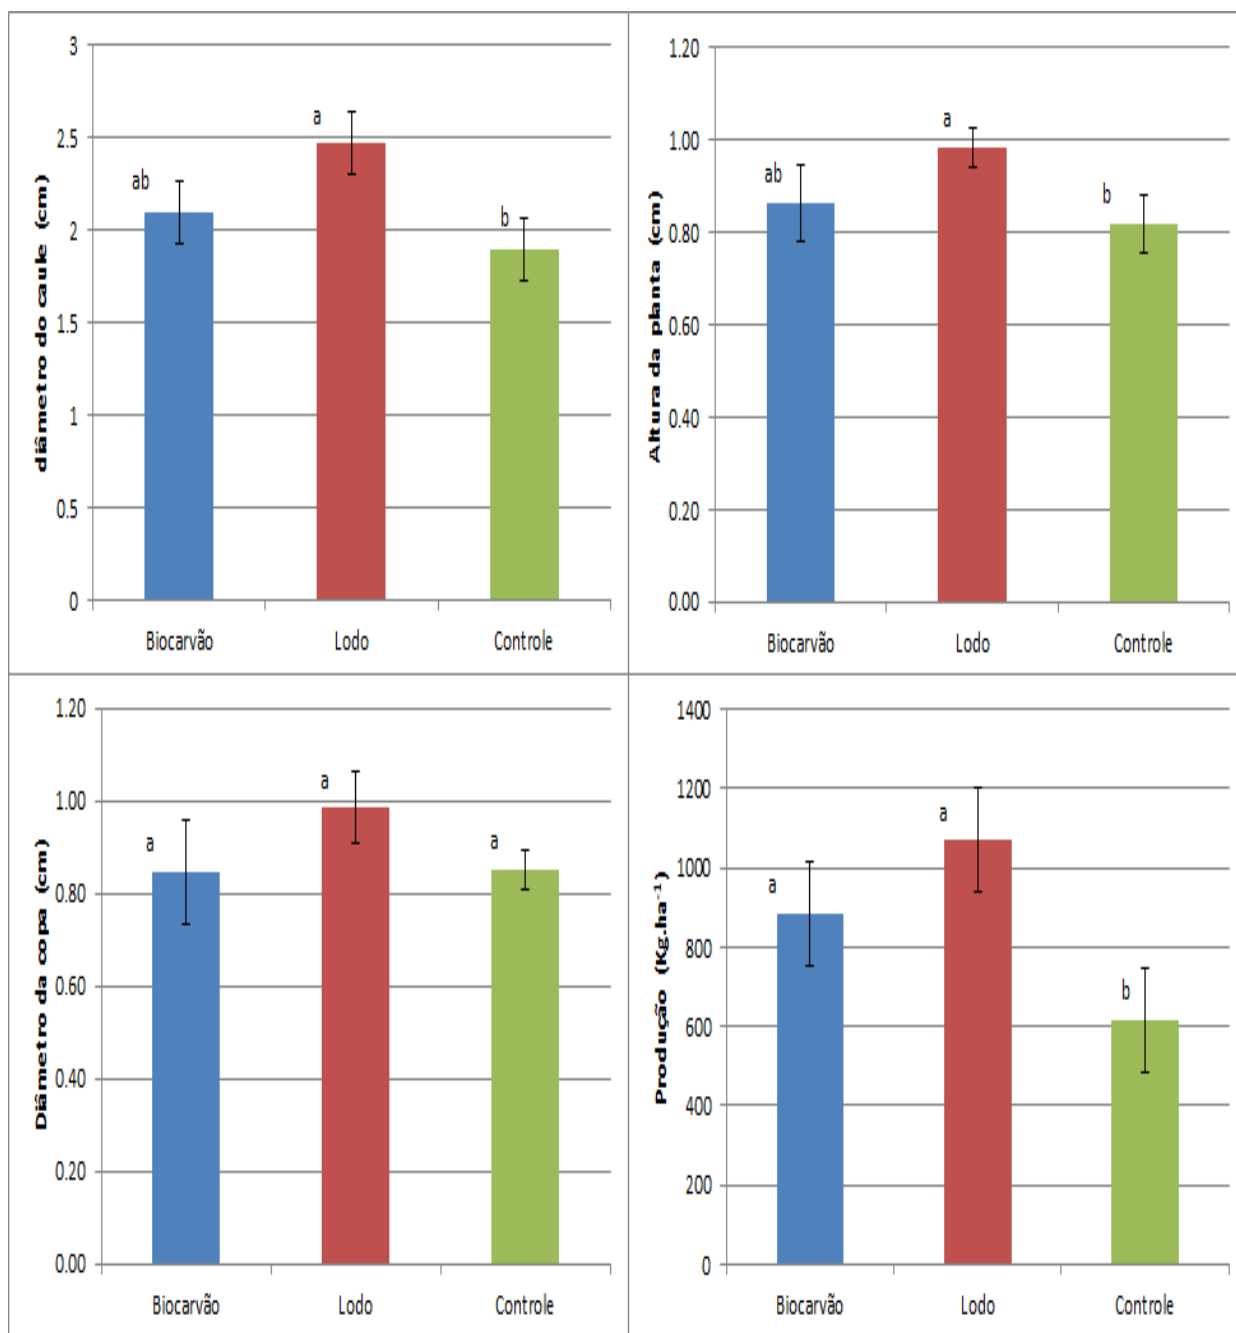 diâmetro do caule (cm)
3
2.5
2
1.5
1
0.5
0
ab
a
b
Biocarvão Lodo Controle
Altura da planta (cm)
1.20
1.00
0.80
0.60
0.40
0.20
0.00
ab
a
b
Biocarvão Lodo Controle
Diâmetro da copa (cm)
1.20
1.00
0.80
0.60
0.40
0.20
0.00
a
a
a
Biocarvão Lodo Controle
Produção (Kg.ha⁻¹)
1400
1200
1000
800
600
400
200
0
a
a
b
Biocarvão Lodo Controle